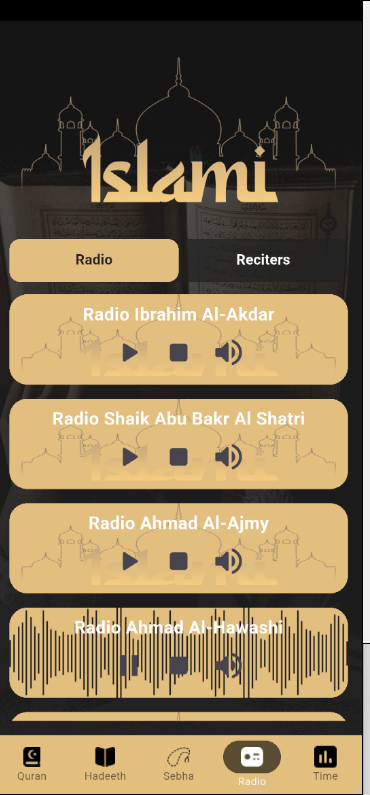 Islami
Radio Reciters
Radio Ibrahim Al-Akdar
Radio Shaik Abu Bakr Al Shatri
Radio Ahmad Al-Ajmy
Radio Ahmad Al-Hawashi
Quran Hadeeth Sebha Radio Time